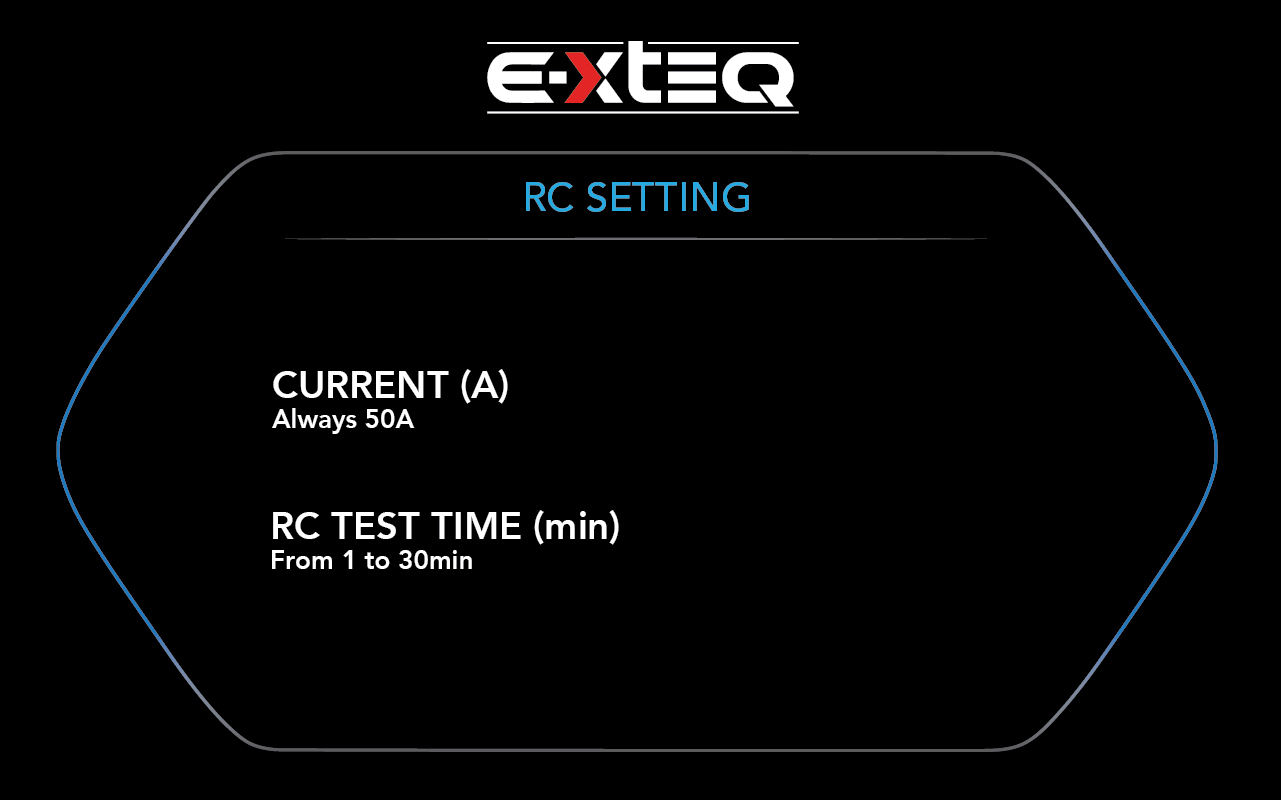 E-XTEQ
RC SETTING
CURRENT (A)
Always 50A
RC TEST TIME (min)
From 1 to 30min